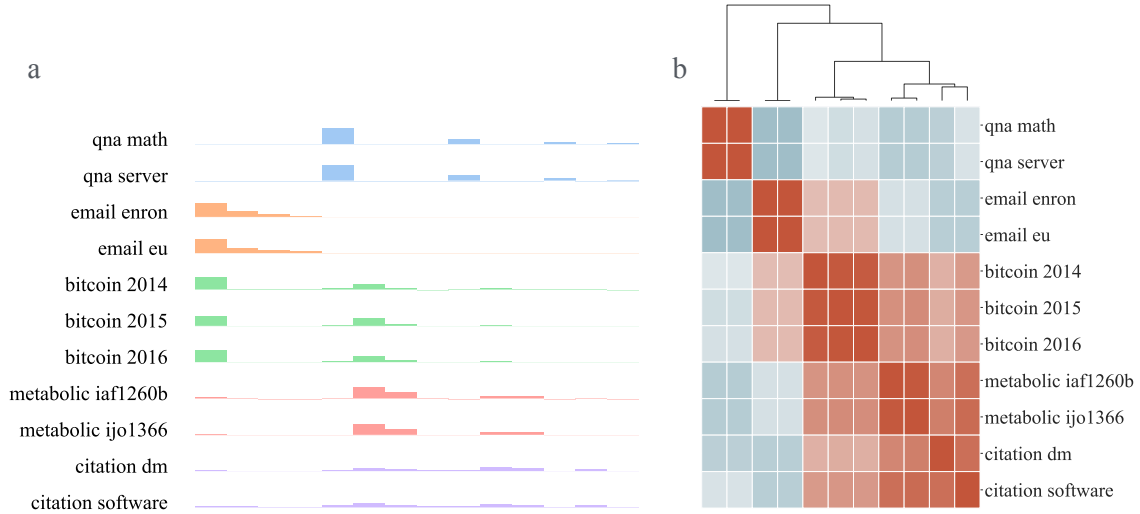 a
qna math
qna server
email enron
email eu
bitcoin 2014
bitcoin 2015
bitcoin 2016
metabolic iaf1260b
metabolic ijo1366
citation dm
citation software
b
qna math
qna server
email enron
email eu
bitcoin 2014
bitcoin 2015
bitcoin 2016
metabolic iaf1260b
metabolic ijo1366
citation dm
citation software